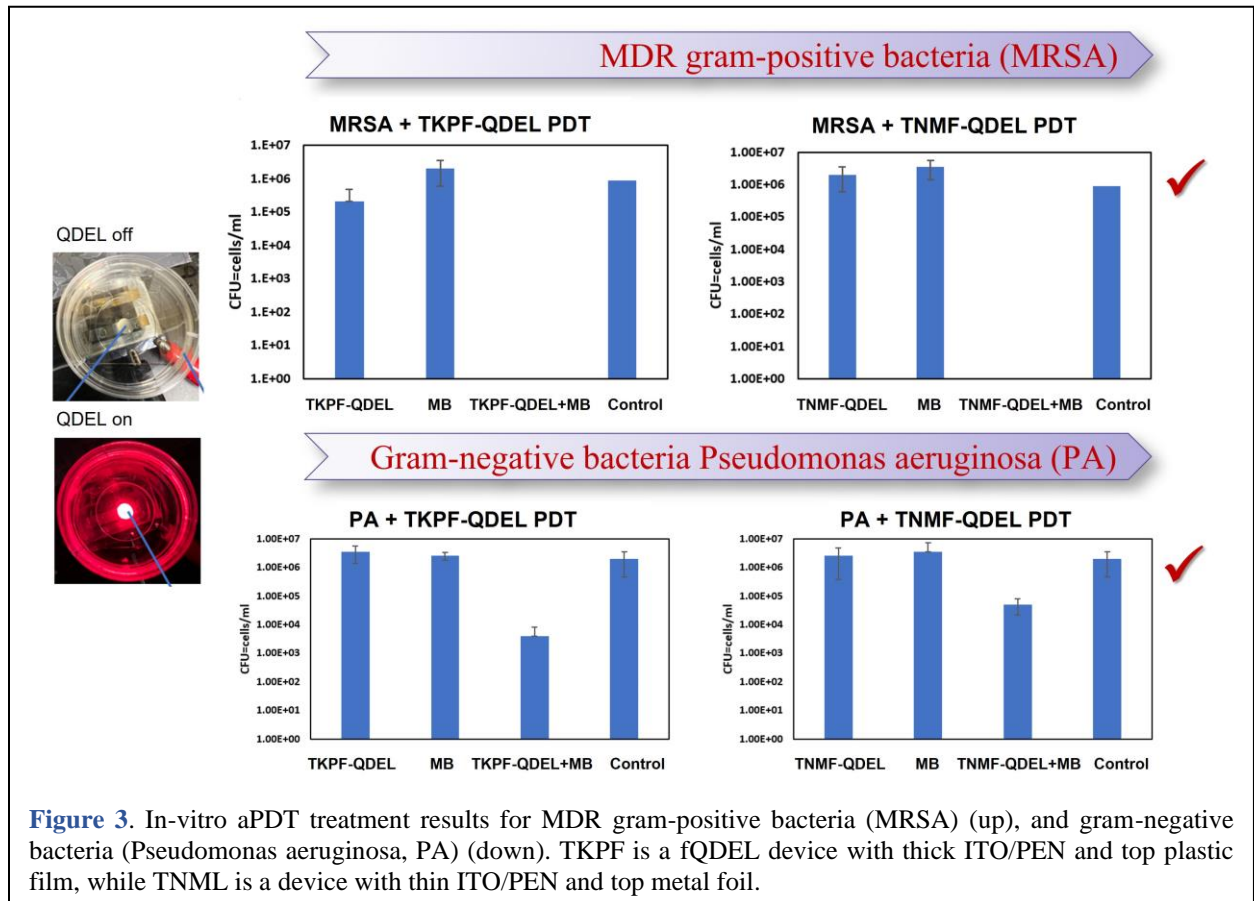 MDR gram-positive bacteria (MRSA)
MRSA + TKPF-QDEL PDT
CFU=cells/ml
1.E+07
1.E+06
1.E+05
1.E+04
1.E+03
1.E+02
1.E+01
1.E+00
TKPF-QDEL MB TKPF-QDEL+MB Control
MRSA + TNMF-QDEL PDT
CFU=cells/ml
1.00E+07
1.00E+06
1.00E+05
1.00E+04
1.00E+03
1.00E+02
1.00E+01
1.00E+00
TNMF-QDEL MB TNMF-QDEL+MB Control
QDEL off
QDEL on
Gram-negative bacteria Pseudomonas aeruginosa (PA)
PA + TKPF-QDEL PDT
CFU=cells/ml
1.00E+07
1.00E+06
1.00E+05
1.00E+04
1.00E+03
1.00E+02
1.00E+01
1.00E+00
TKPF-QDEL MB TKPF-QDEL+MB Control
PA + TNMF-QDEL PDT
CFU=cells/ml
1.00E+07
1.00E+06
1.00E+05
1.00E+04
1.00E+03
1.00E+02
1.00E+01
1.00E+00
TNMF-QDEL MB TNMF-QDEL+MB Control
Figure 3. In-vitro aPDT treatment results for MDR gram-positive bacteria (MRSA) (up), and gram-negative
bacteria (Pseudomonas aeruginosa, PA) (down). TKPF is a fQDEL device with thick ITO/PEN and top plastic
film, while TNML is a device with thin ITO/PEN and top metal foil.